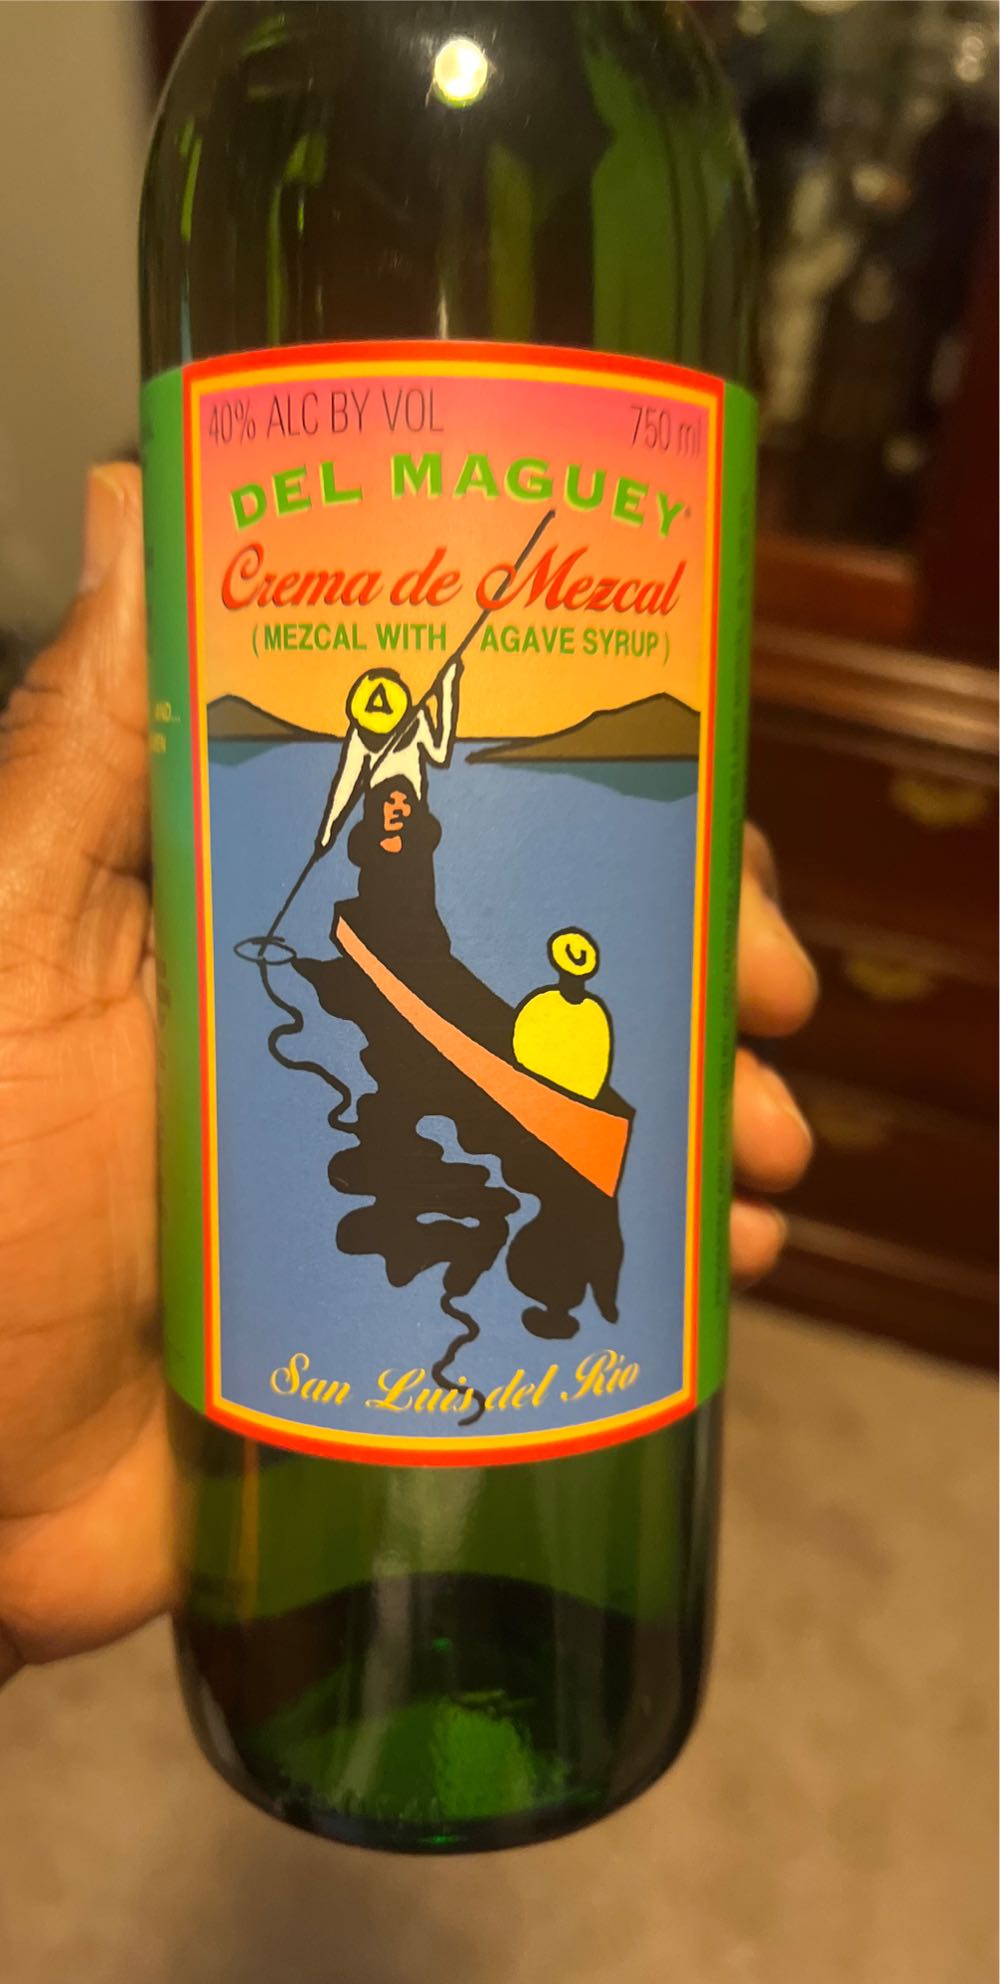 40% ALC BY VOL 750 ml
DEL MAGUEY
Crema de Mezcal
(MEZCAL WITH AGAVE SYRUP)
AND...
San Luis del Rio